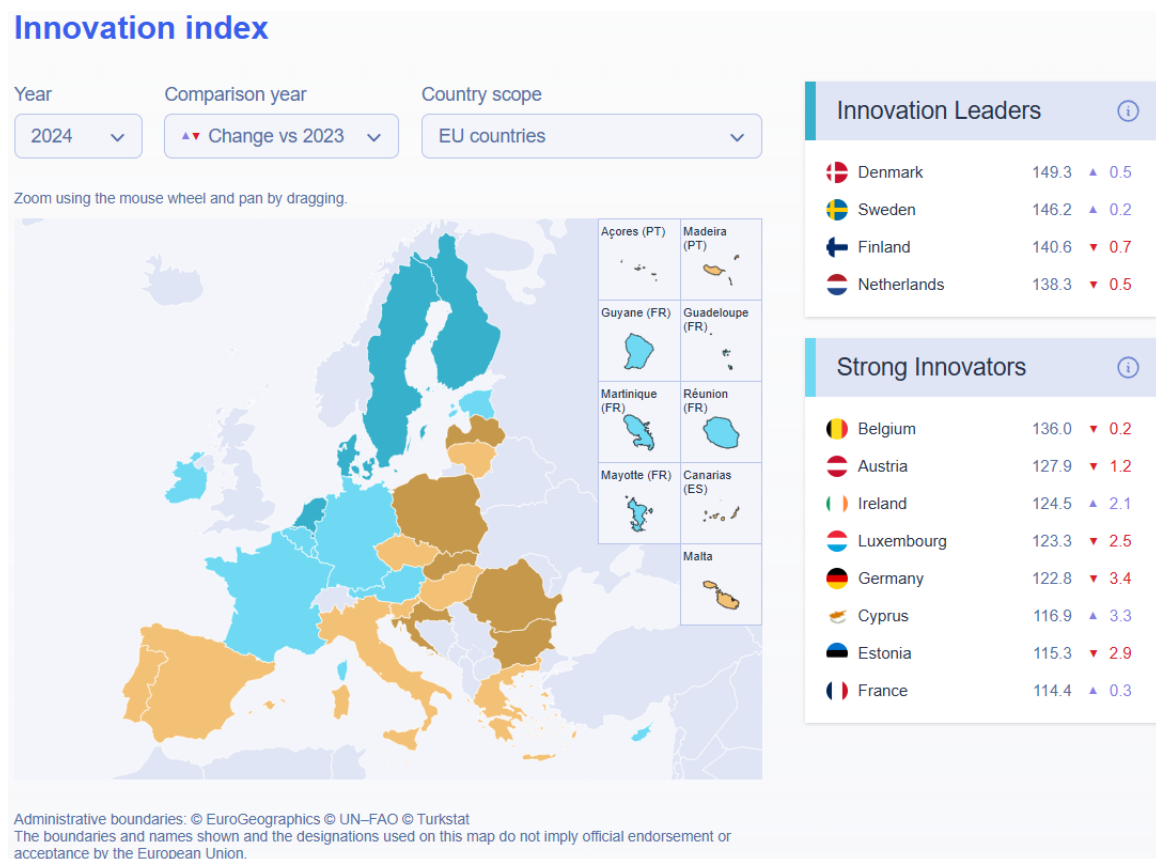 Innovation index
Year
Comparison year
Country scope
2024
▲▼ Change vs 2023
EU countries
Zoom using the mouse wheel and pan by dragging.
Açores (PT)
Madeira
(PT)
Guyane (FR)
Guadeloupe
(FR)
Martinique
(FR)
Réunion
(FR)
Mayotte (FR)
Canarias
(ES)
Malta
Administrative boundaries: © EuroGeographics © UN–FAO © Turkstat
The boundaries and names shown and the designations used on this map do not imply official endorsement or
acceptance by the European Union.
Innovation Leaders
Denmark 149.3 ▲ 0.5
Sweden 146.2 ▲ 0.2
Finland 140.6 ▼ 0.7
Netherlands 138.3 ▼ 0.5
Strong Innovators
Belgium 136.0 ▼ 0.2
Austria 127.9 ▼ 1.2
Ireland 124.5 ▲ 2.1
Luxembourg 123.3 ▼ 2.5
Germany 122.8 ▼ 3.4
Cyprus 116.9 ▲ 3.3
Estonia 115.3 ▼ 2.9
France 114.4 ▲ 0.3